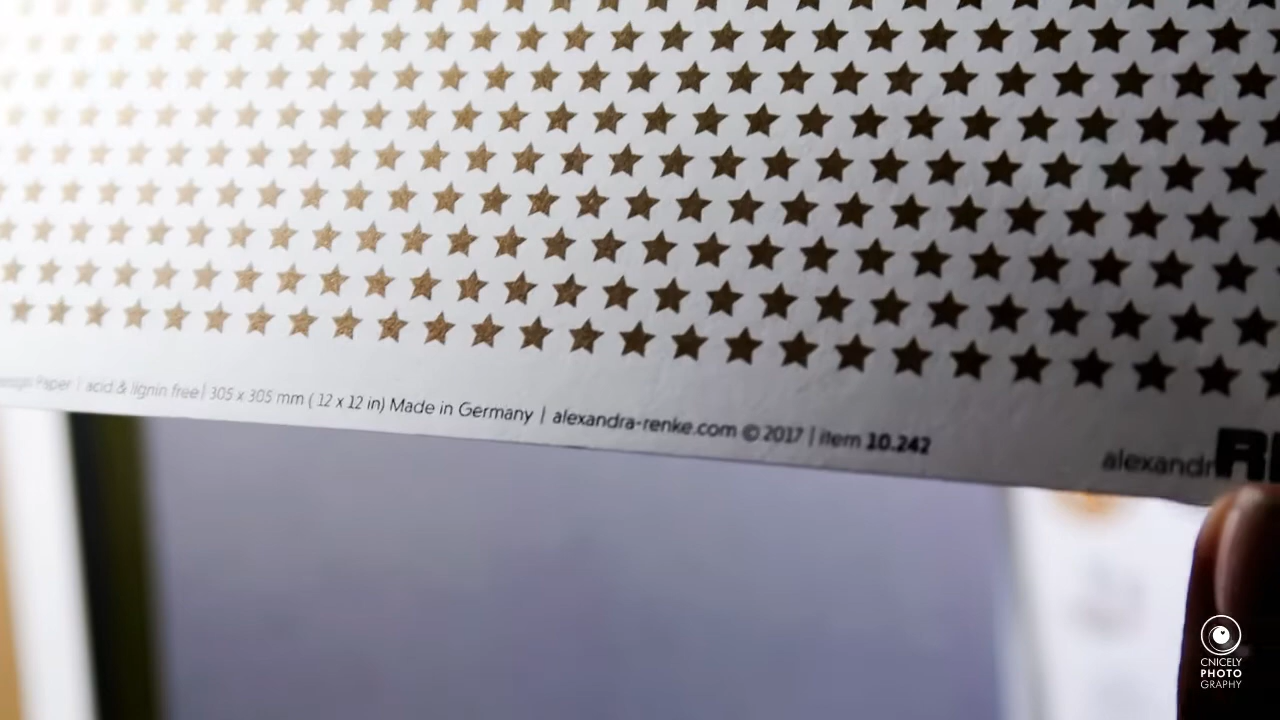 Paper | acid & lignin free | 305 x 305 mm ( 12 x 12 in) Made in Germany | alexandra-renke.com © 2017 | item 10.242
alexandr
CNICELY
PHOTO
GRAPHY